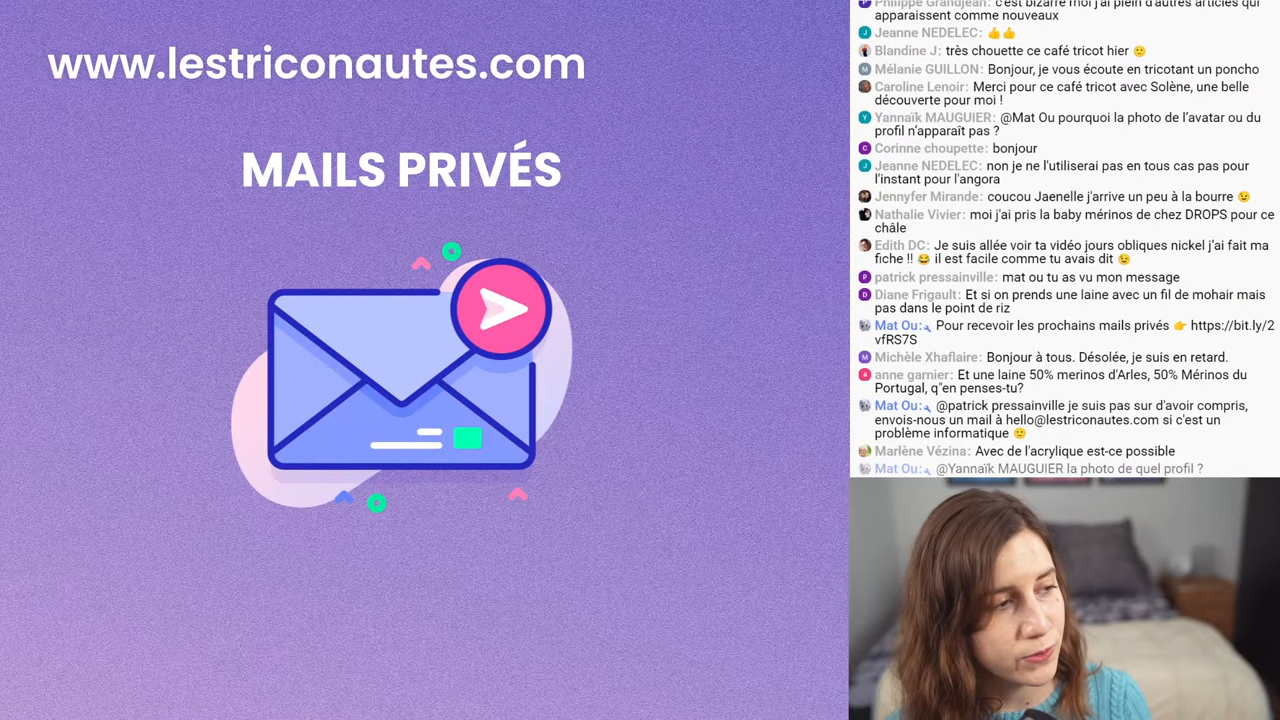 www.lestriconautes.com
MAILS PRIVÉS
Philippe Grandjean: c'est bizarre moi j'ai plein d'autres articles qui
apparaissent comme nouveaux
Jeanne NEDELEC: 👍👍
Blandine J: très chouette ce café tricot hier 🙂
Mélanie GUILLON: Bonjour, je vous écoute en tricotant un poncho
Caroline Lenoir: Merci pour ce café tricot avec Solène, une belle
découverte pour moi !
Yannaïk MAUGUIER: @Mat Ou pourquoi la photo de l’avatar ou du
profil n’apparaît pas ?
Corinne choupette: bonjour
Jeanne NEDELEC: non je ne l'utiliserai pas en tous cas pas pour
l'instant pour l'angora
Jennyfer Mirande: coucou Jaenelle j'arrive un peu à la bourre 😉
Nathalie Vivier: moi j'ai pris la baby mérinos de chez DROPS pour ce
châle
Edith DC: Je suis allée voir ta vidéo jours obliques nickel j’ai fait ma
fiche !! 😂 il est facile comme tu avais dit 😉
patrick pressainville: mat ou tu as vu mon message
Diane Frigault: Et si on prends une laine avec un fil de mohair mais
pas dans le point de riz
Mat Ou: Pour recevoir les prochains mails privés 👉 https://bit.ly/2
vfRS7S
Michèle Xhaflaire: Bonjour à tous. Désolée, je suis en retard.
anne garnier: Et une laine 50% merinos d'Arles, 50% Mérinos du
Portugal, q"en penses-tu?
Mat Ou: @patrick pressainville je suis pas sur d'avoir compris,
envois-nous un mail à hello@lestriconautes.com si c'est un
problème informatique 🙂
Marlène Vézina: Avec de l'acrylique est-ce possible
Mat Ou: @Yannaïk MAUGUIER la photo de quel profil ?